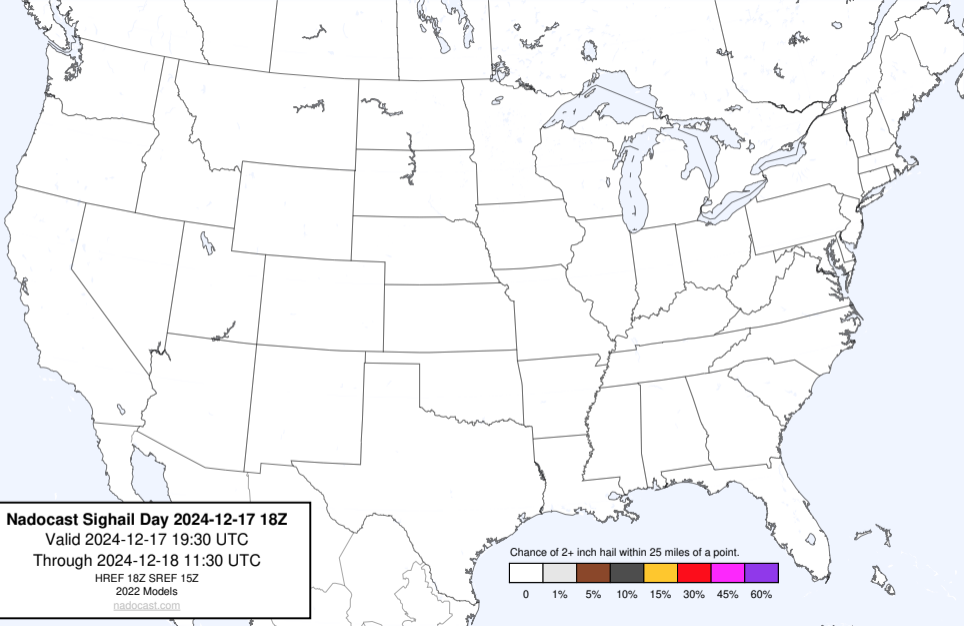 Nadocast Sighail Day 2024-12-17 18Z
Valid 2024-12-17 19:30 UTC
Through 2024-12-18 11:30 UTC
HREF 18Z SREF 15Z
2022 Models
nadocast.com
Chance of 2+ inch hail within 25 miles of a point.
0 1% 5% 10% 15% 30% 45% 60%